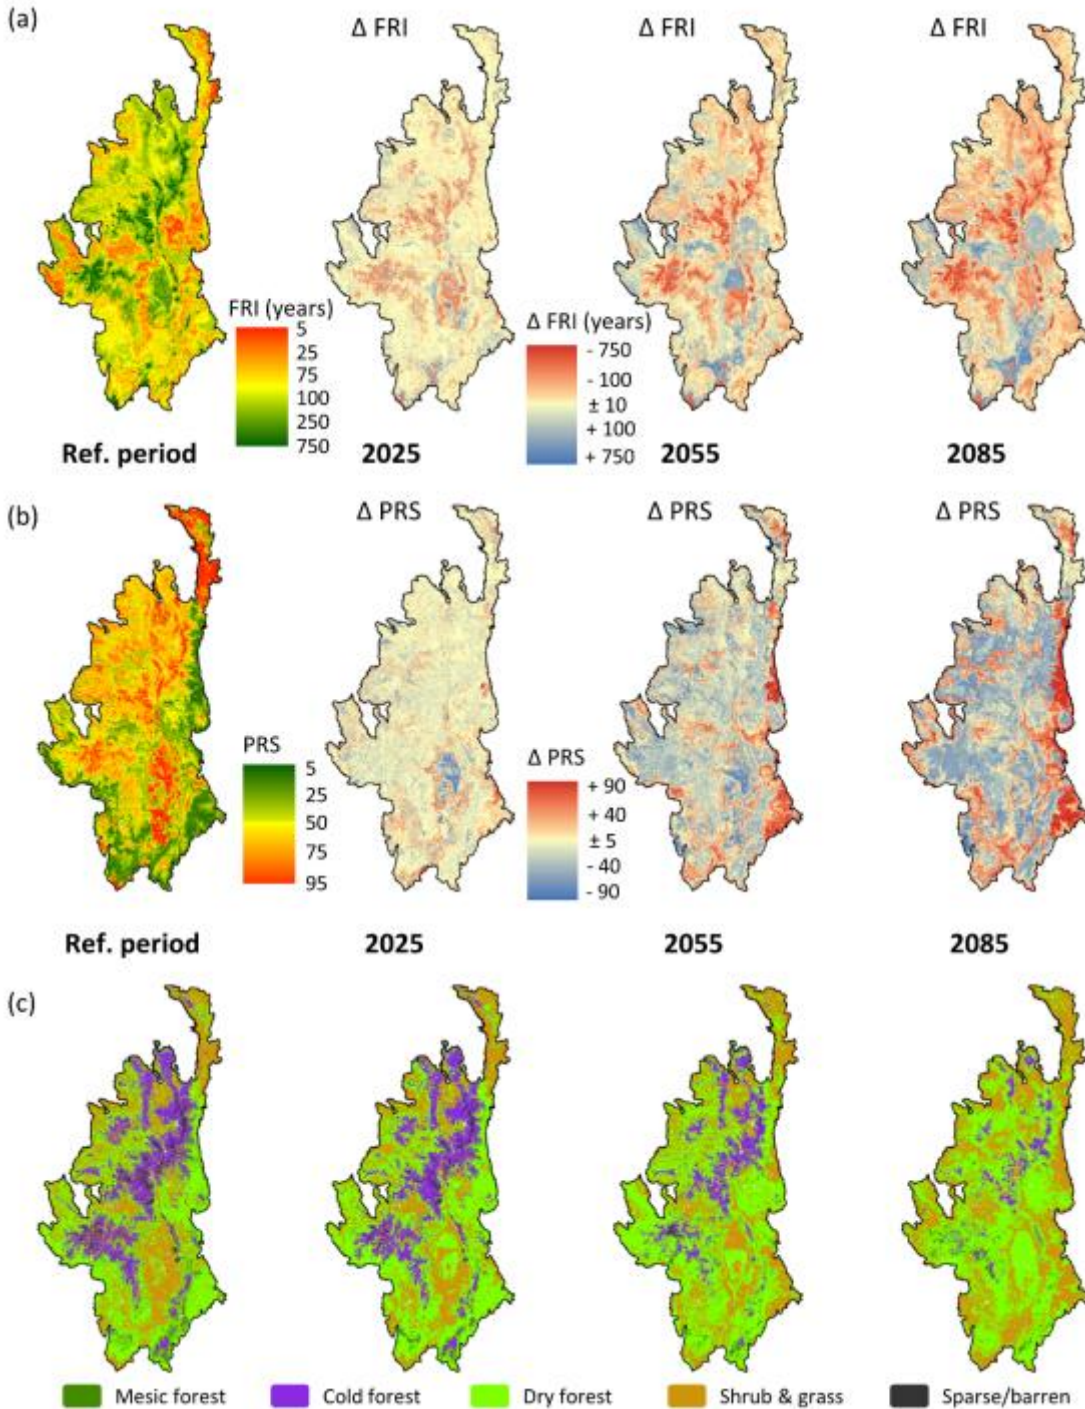 (a)
Δ FRI
Δ FRI
Δ FRI
FRI (years)
5
25
75
100
250
750
Δ FRI (years)
- 750
- 100
± 10
+ 100
+ 750
Ref. period
2025
2055
2085
(b)
Δ PRS
Δ PRS
Δ PRS
PRS
5
25
50
75
95
Δ PRS
+ 90
+ 40
± 5
- 40
- 90
Ref. period
2025
2055
2085
(c)
Mesic forest
Cold forest
Dry forest
Shrub & grass
Sparse/barren